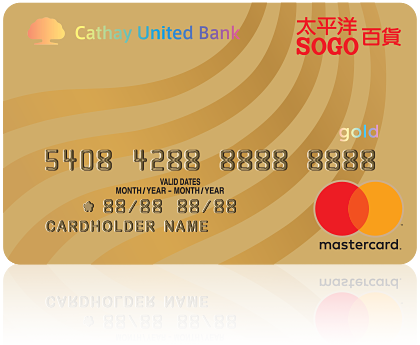 Cathay United Bank
太平洋
SOGO 百貨
gold
5408 4288 8888 8888
VALID DATES
MONTH/YEAR – MONTH/YEAR
88/88 88/88
CARDHOLDER NAME
mastercard.